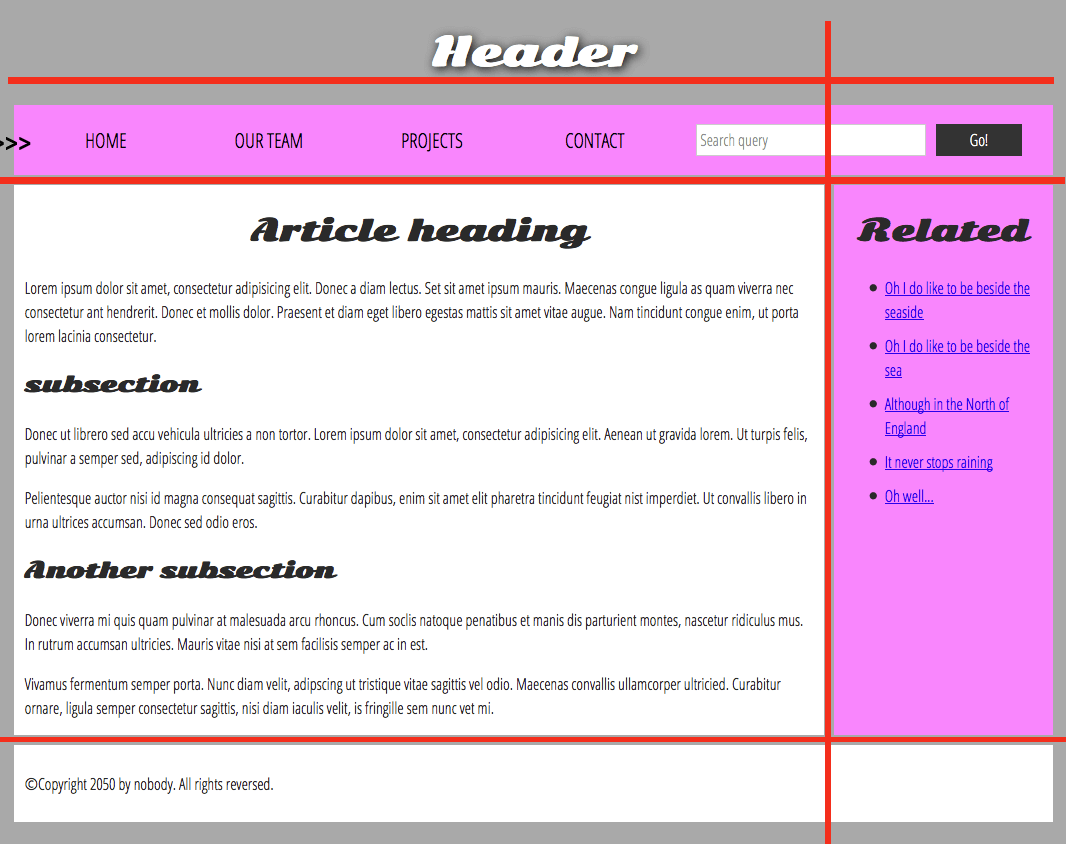 Header
>>> HOME OUR TEAM PROJECTS CONTACT Search query Go!
Article heading
Lorem ipsum dolor sit amet, consectetur adipisicing elit. Donec a diam lectus. Set sit amet ipsum mauris. Maecenas congue ligula as quam viverra nec
consectetur ant hendrerit. Donec et mollis dolor. Praesent et diam eget libero egestas mattis sit amet vitae augue. Nam tincidunt congue enim, ut porta
lorem lacinia consectetur.
subsection
Donec ut librero sed accu vehicula ultricies a non tortor. Lorem ipsum dolor sit amet, consectetur adipisicing elit. Aenean ut gravida lorem. Ut turpis felis,
pulvinar a semper sed, adipiscing id dolor.
Pelientesque auctor nisi id magna consequat sagittis. Curabitur dapibus, enim sit amet elit pharetra tincidunt feugiat nist imperdiet. Ut convallis libero in
urna ultrices accumsan. Donec sed odio eros.
Another subsection
Donec viverra mi quis quam pulvinar at malesuada arcu rhoncus. Cum soclis natoque penatibus et manis dis parturient montes, nascetur ridiculus mus.
In rutrum accumsan ultricies. Mauris vitae nisi at sem facilisis semper ac in est.
Vivamus fermentum semper porta. Nunc diam velit, adipscing ut tristique vitae sagittis vel odio. Maecenas convallis ullamcorper ultricied. Curabitur
ornare, ligula semper consectetur sagittis, nisi diam iaculis velit, is fringille sem nunc vet mi.
Related
Oh I do like to be beside the
seaside
Oh I do like to be beside the
sea
Although in the North of
England
It never stops raining
Oh well...
©Copyright 2050 by nobody. All rights reversed.